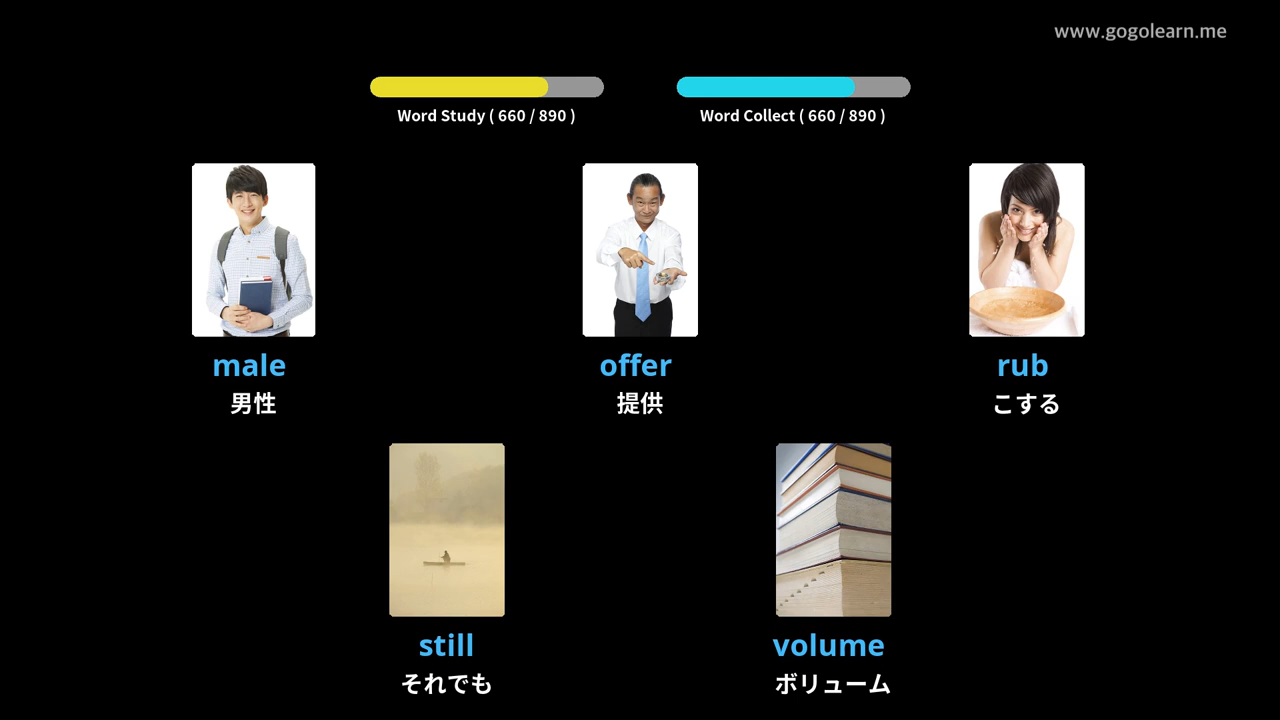 www.gogolearn.me
Word Study ( 660 / 890 )
Word Collect ( 660 / 890 )
male
男性
offer
提供
rub
こする
still
それでも
volume
ボリューム